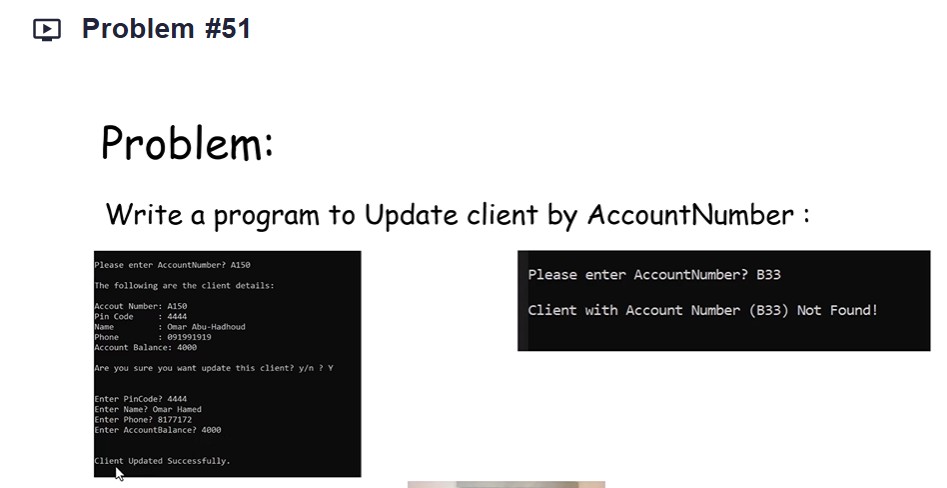 Problem #51
Problem:
Write a program to Update client by AccountNumber :
Please enter AccountNumber? A150
The following are the client details:
Accout Number: A150
Pin Code     : 4444
Name         : Omar Abu-Hadhoud
Phone        : 091991919
Account Balance: 4000
Are you sure you want update this client? y/n ? Y
Enter PinCode? 4444
Enter Name? Omar Hamed
Enter Phone? 8177172
Enter AccountBalance? 4000
Client Updated Successfully.
Please enter AccountNumber? B33
Client with Account Number (B33) Not Found!